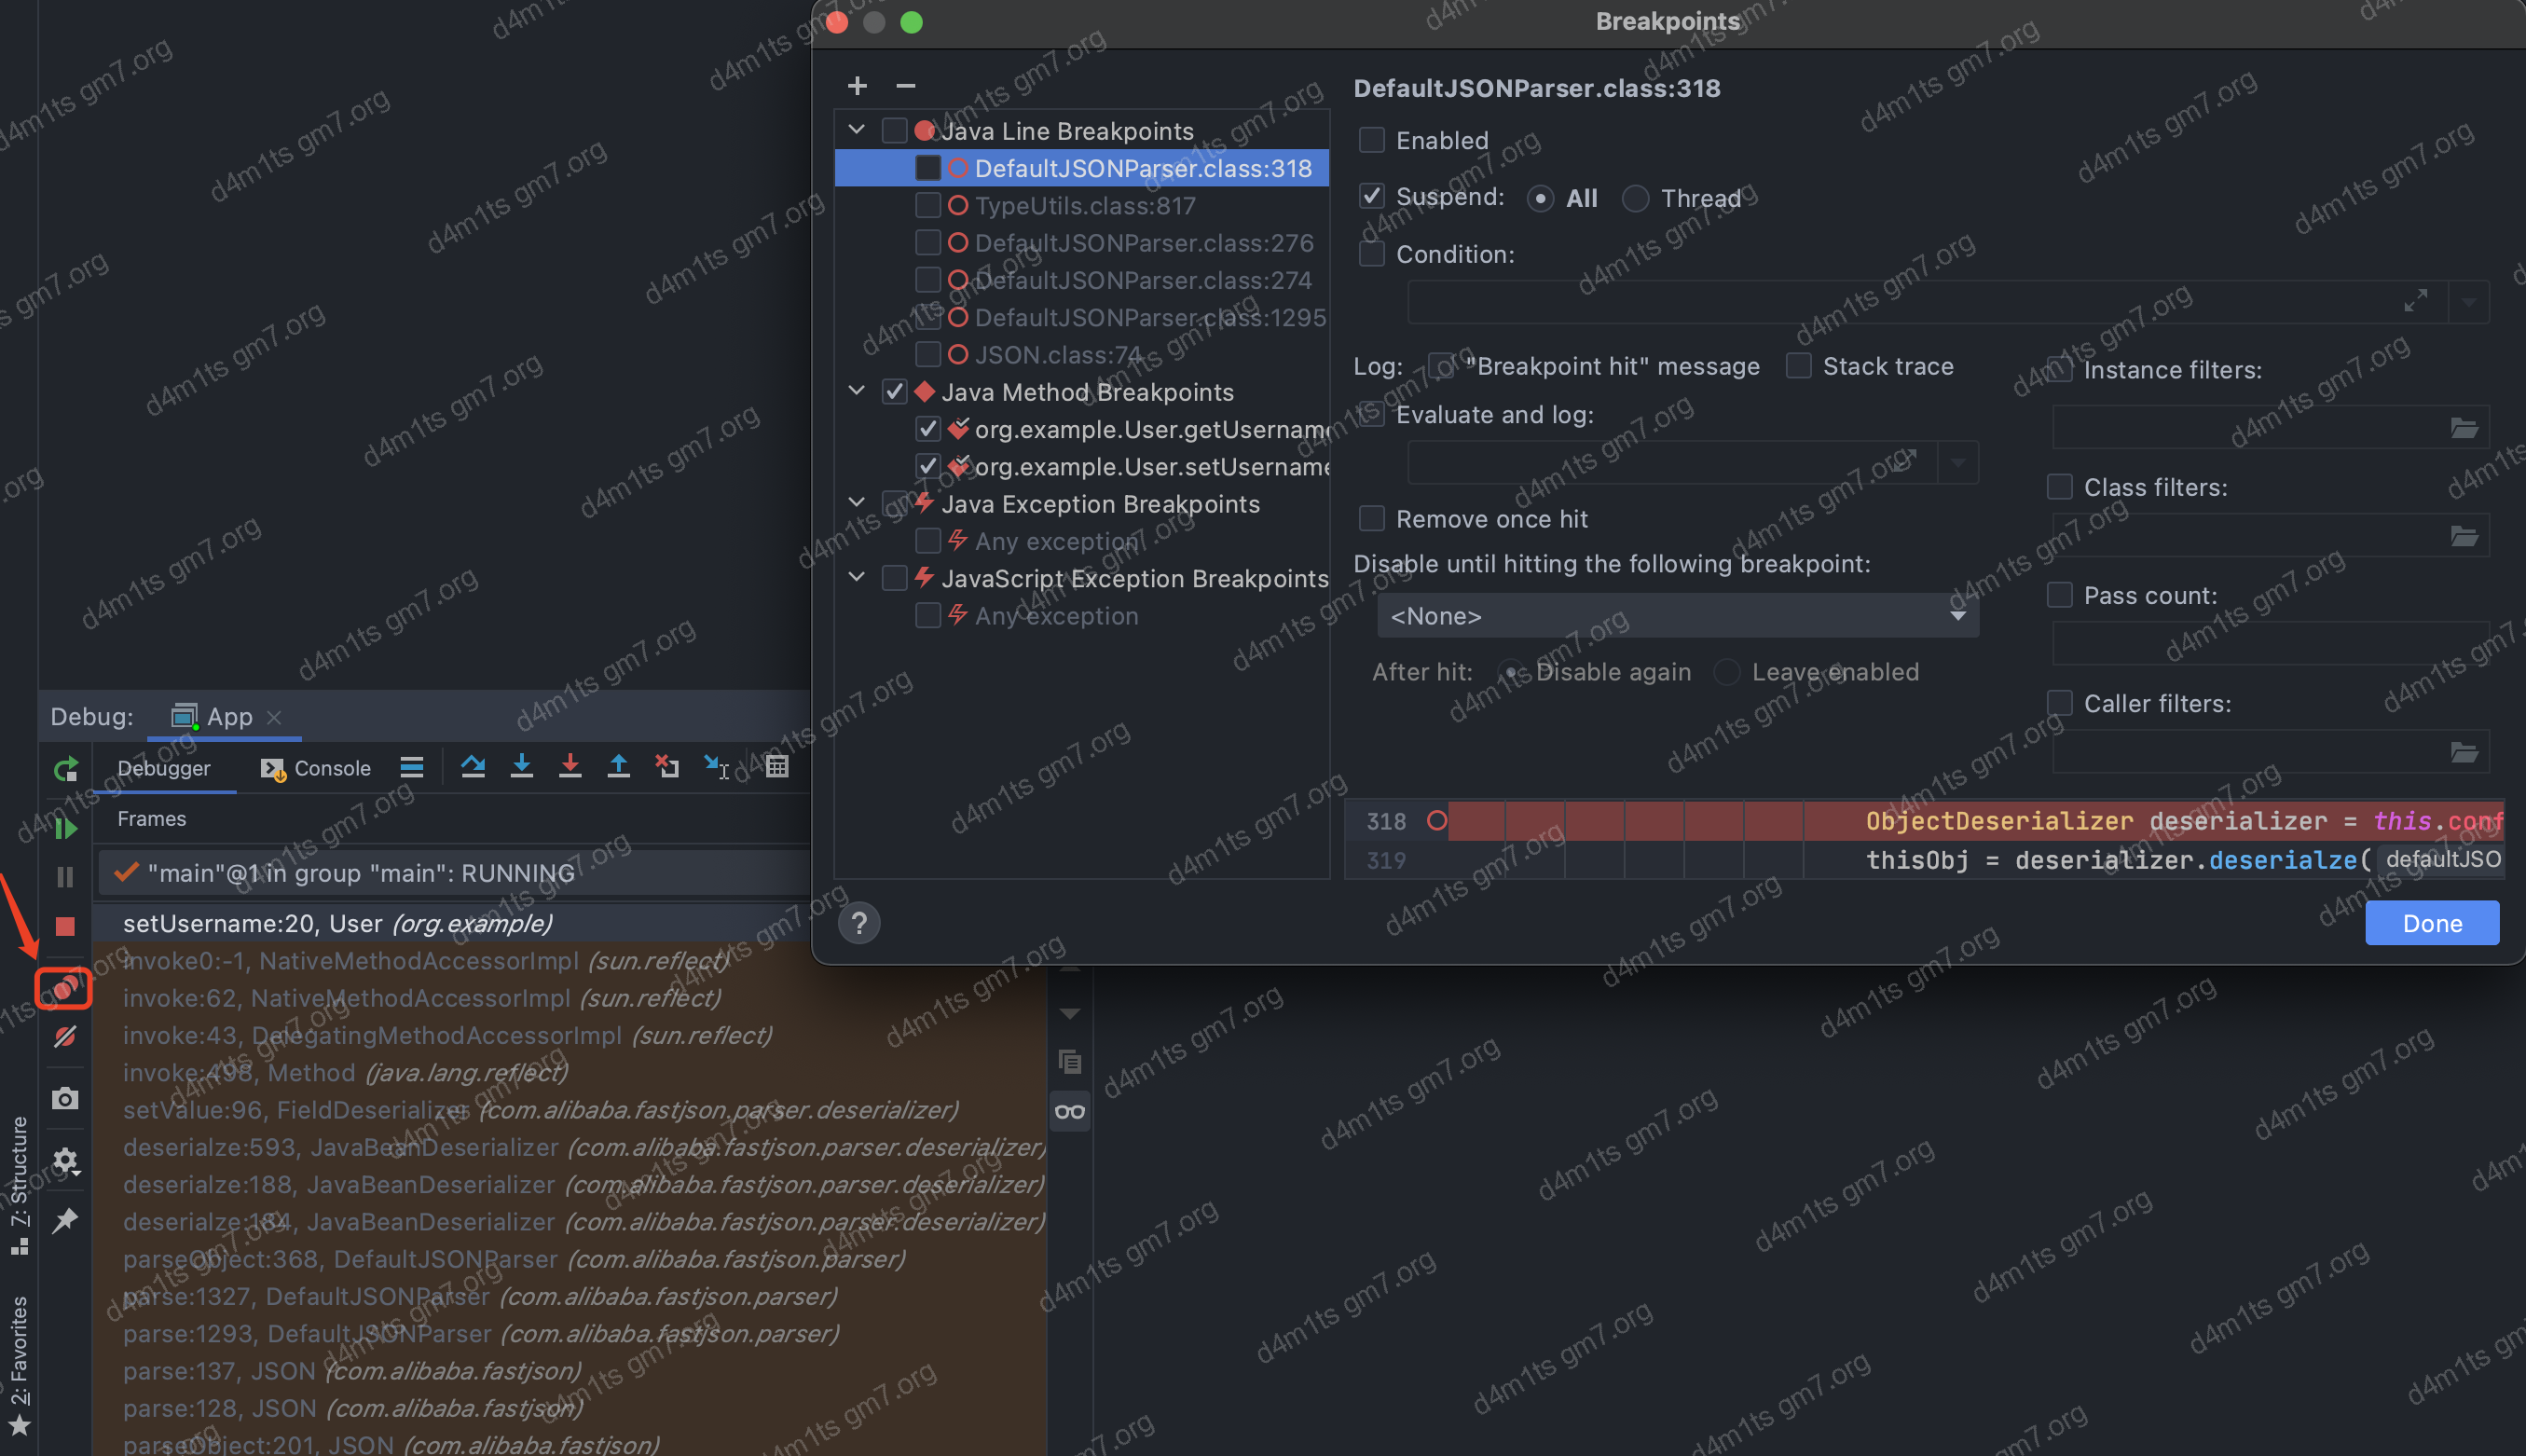 Breakpoints
DefaultJSONParser.class:318
Java Line Breakpoints
DefaultJSONParser.class:318
TypeUtils.class:817
DefaultJSONParser.class:276
DefaultJSONParser.class:274
DefaultJSONParser.class:1295
JSON.class:74
Java Method Breakpoints
org.example.User.getUsername
org.example.User.setUsername
Java Exception Breakpoints
Any exception
JavaScript Exception Breakpoints
Any exception
Enabled
Suspend: All Thread
Condition:
Log: "Breakpoint hit" message Stack trace
Evaluate and log:
Remove once hit
Disable until hitting the following breakpoint:
<None>
After hit: Disable again Leave enabled
Instance filters:
Class filters:
Pass count:
Caller filters:
318 ObjectDeserializer deserializer = this.conf
319 thisObj = deserializer.deserialze( defaultJSO
?
Done
Debug: App
Debugger Console
Frames
"main"@1 in group "main": RUNNING
setUsername:20, User (org.example)
invoke0:-1, NativeMethodAccessorImpl (sun.reflect)
invoke:62, NativeMethodAccessorImpl (sun.reflect)
invoke:43, DelegatingMethodAccessorImpl (sun.reflect)
invoke:498, Method (java.lang.reflect)
setValue:96, FieldDeserializer (com.alibaba.fastjson.parser.deserializer)
deserialze:593, JavaBeanDeserializer (com.alibaba.fastjson.parser.deserializer)
deserialze:188, JavaBeanDeserializer (com.alibaba.fastjson.parser.deserializer)
deserialze:184, JavaBeanDeserializer (com.alibaba.fastjson.parser.deserializer)
parseObject:368, DefaultJSONParser (com.alibaba.fastjson.parser)
parse:1327, DefaultJSONParser (com.alibaba.fastjson.parser)
parse:1293, DefaultJSONParser (com.alibaba.fastjson.parser)
parse:137, JSON (com.alibaba.fastjson)
parse:128, JSON (com.alibaba.fastjson)
parseObject:201, JSON (com.alibaba.fastjson)
7: Structure
2: Favorites
d4m1ts gm7.org